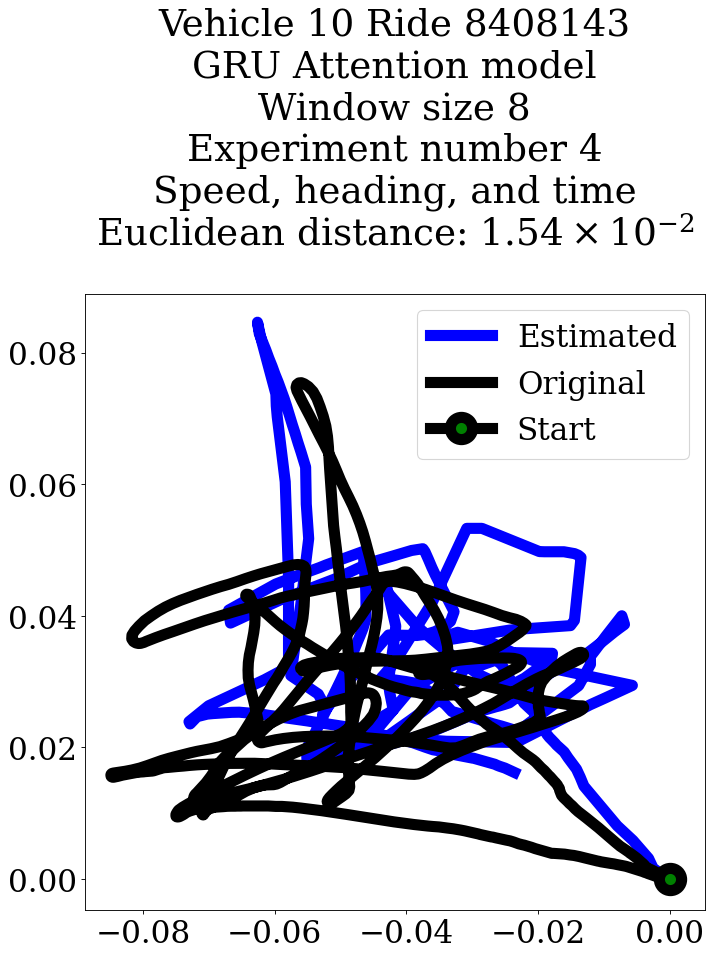 Vehicle 10 Ride 8408143
GRU Attention model
Window size 8
Experiment number 4
Speed, heading, and time
Euclidean distance: 1.54 × 10⁻²
Estimated
Original
Start
0.08
0.06
0.04
0.02
0.00
−0.08 −0.06 −0.04 −0.02 0.00